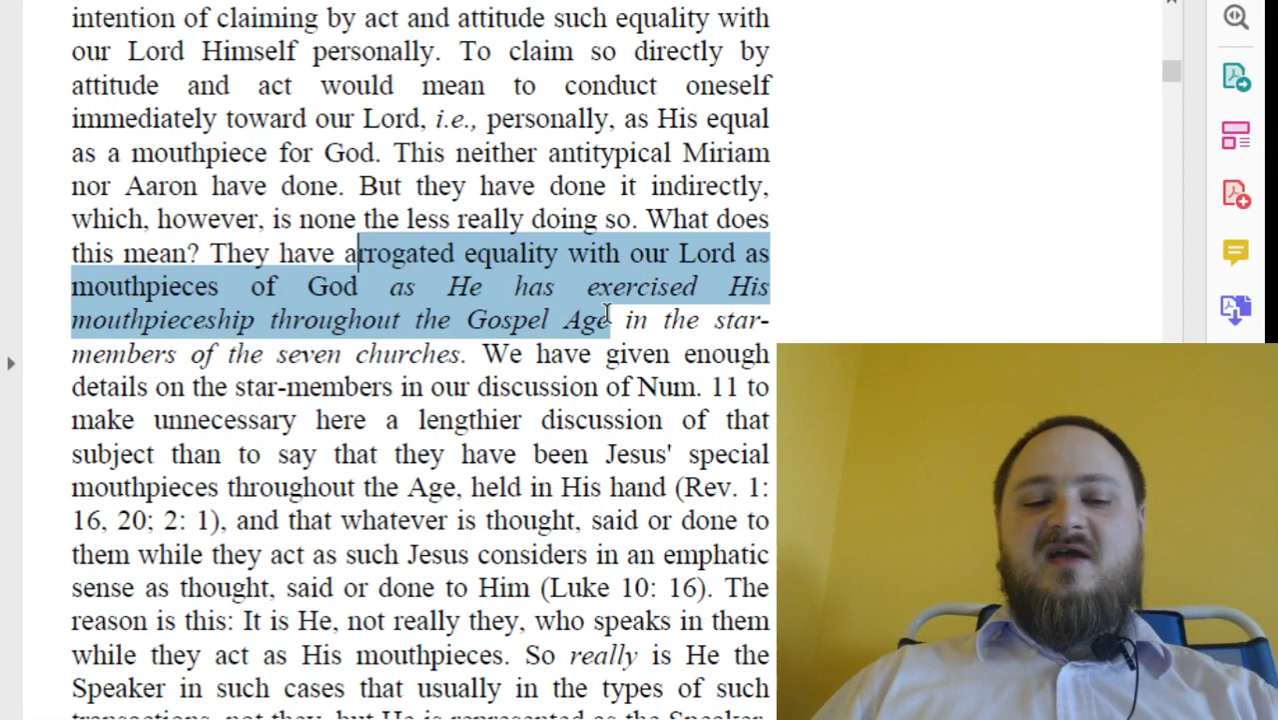 intention of claiming by act and attitude such equality with
our Lord Himself personally. To claim so directly by
attitude and act would mean to conduct oneself
immediately toward our Lord, i.e., personally, as His equal
as a mouthpiece for God. This neither antitypical Miriam
nor Aaron have done. But they have done it indirectly,
which, however, is none the less really doing so. What does
this mean? They have arrogated equality with our Lord as
mouthpieces of God as He has exercised His
mouthpieceship throughout the Gospel Age in the star-
members of the seven churches. We have given enough
details on the star-members in our discussion of Num. 11 to
make unnecessary here a lengthier discussion of that
subject than to say that they have been Jesus' special
mouthpieces throughout the Age, held in His hand (Rev. 1:
16, 20; 2: 1), and that whatever is thought, said or done to
them while they act as such Jesus considers in an emphatic
sense as thought, said or done to Him (Luke 10: 16). The
reason is this: It is He, not really they, who speaks in them
while they act as His mouthpieces. So really is He the
Speaker in such cases that usually in the types of such
transactions, not they, but He is represented as the Speaker,